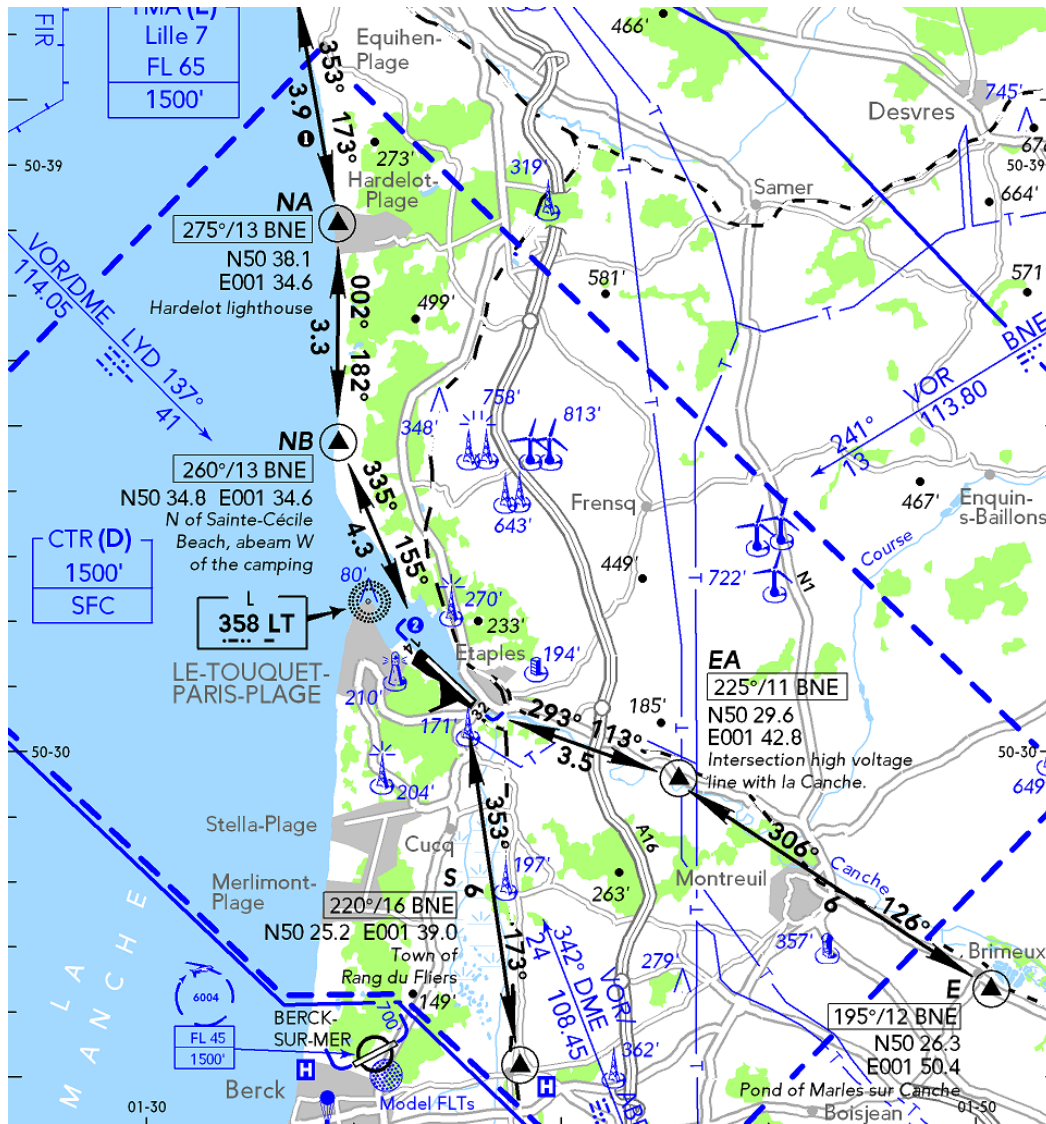 FIR
TMA (E)
Lille 7
FL 65
1500'
Equihen-
Plage
466'
Desvres
745'
676
353° 173°
3.9 ❶
273'
Hardelot-
Plage
50-39
50-39
319'
Samer
664'
NA
275°/13 BNE
N50 38.1
E001 34.6
Hardelot lighthouse
VOR/DME LYD 137°
114.05
41
002° 182°
3.3
499'
581'
571
BNE
VOR
113.80
241°
13
348'
758'
813'
643'
NB
260°/13 BNE
N50 34.8 E001 34.6
N of Sainte-Cécile
Beach, abeam W
of the camping
335° 155°
4.3
Frensq
467'
Enquin-
s-Baillons
Course
449'
722'
N1
CTR (D)
1500'
SFC
80'
L
358 LT
270'
❷
233'
14
32
Etaples
194'
LE-TOUQUET-
PARIS-PLAGE
210'
171'
204'
EA
225°/11 BNE
N50 29.6
E001 42.8
Intersection high voltage
line with la Canche.
185'
293° 113°
3.5
50-30
50-30
649'
353° 173°
9
Stella-Plage
Cucq
A16
306° 126°
9
Canche
Merlimont-
Plage
197'
263'
Montreuil
S
220°/16 BNE
N50 25.2 E001 39.0
Town of
Rang du Fliers
149'
357'
Brimeux
342° DME
24
VOR/
108.45
ABB
279'
E
195°/12 BNE
N50 26.3
E001 50.4
Pond of Marles sur Canche
LA
MANCHE
6004
FL 45
1500'
700
BERCK-
SUR-MER
H
H
362'
Berck
Model FLTs
01-30
Boisjean
01-50
T